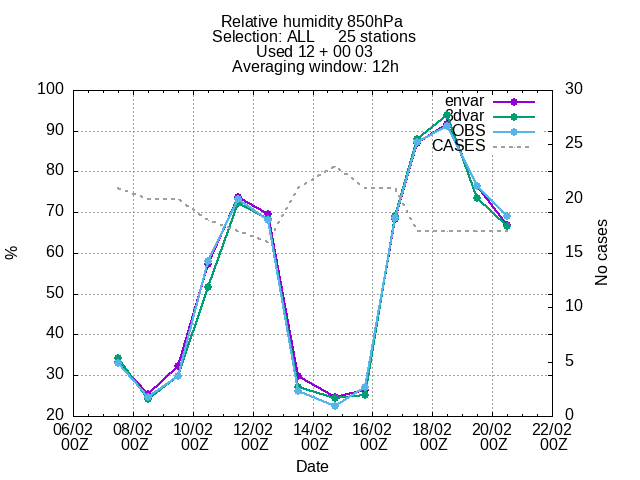 Relative humidity 850hPa
Selection: ALL 25 stations
Used 12 + 00 03
Averaging window: 12h
envar
3dvar
OBS
CASES
100
90
80
70
60
50
40
30
20
30
25
20
15
10
5
0
%
No cases
06/02 08/02 10/02 12/02 14/02 16/02 18/02 20/02 22/02
00Z 00Z 00Z 00Z 00Z 00Z 00Z 00Z 00Z
Date